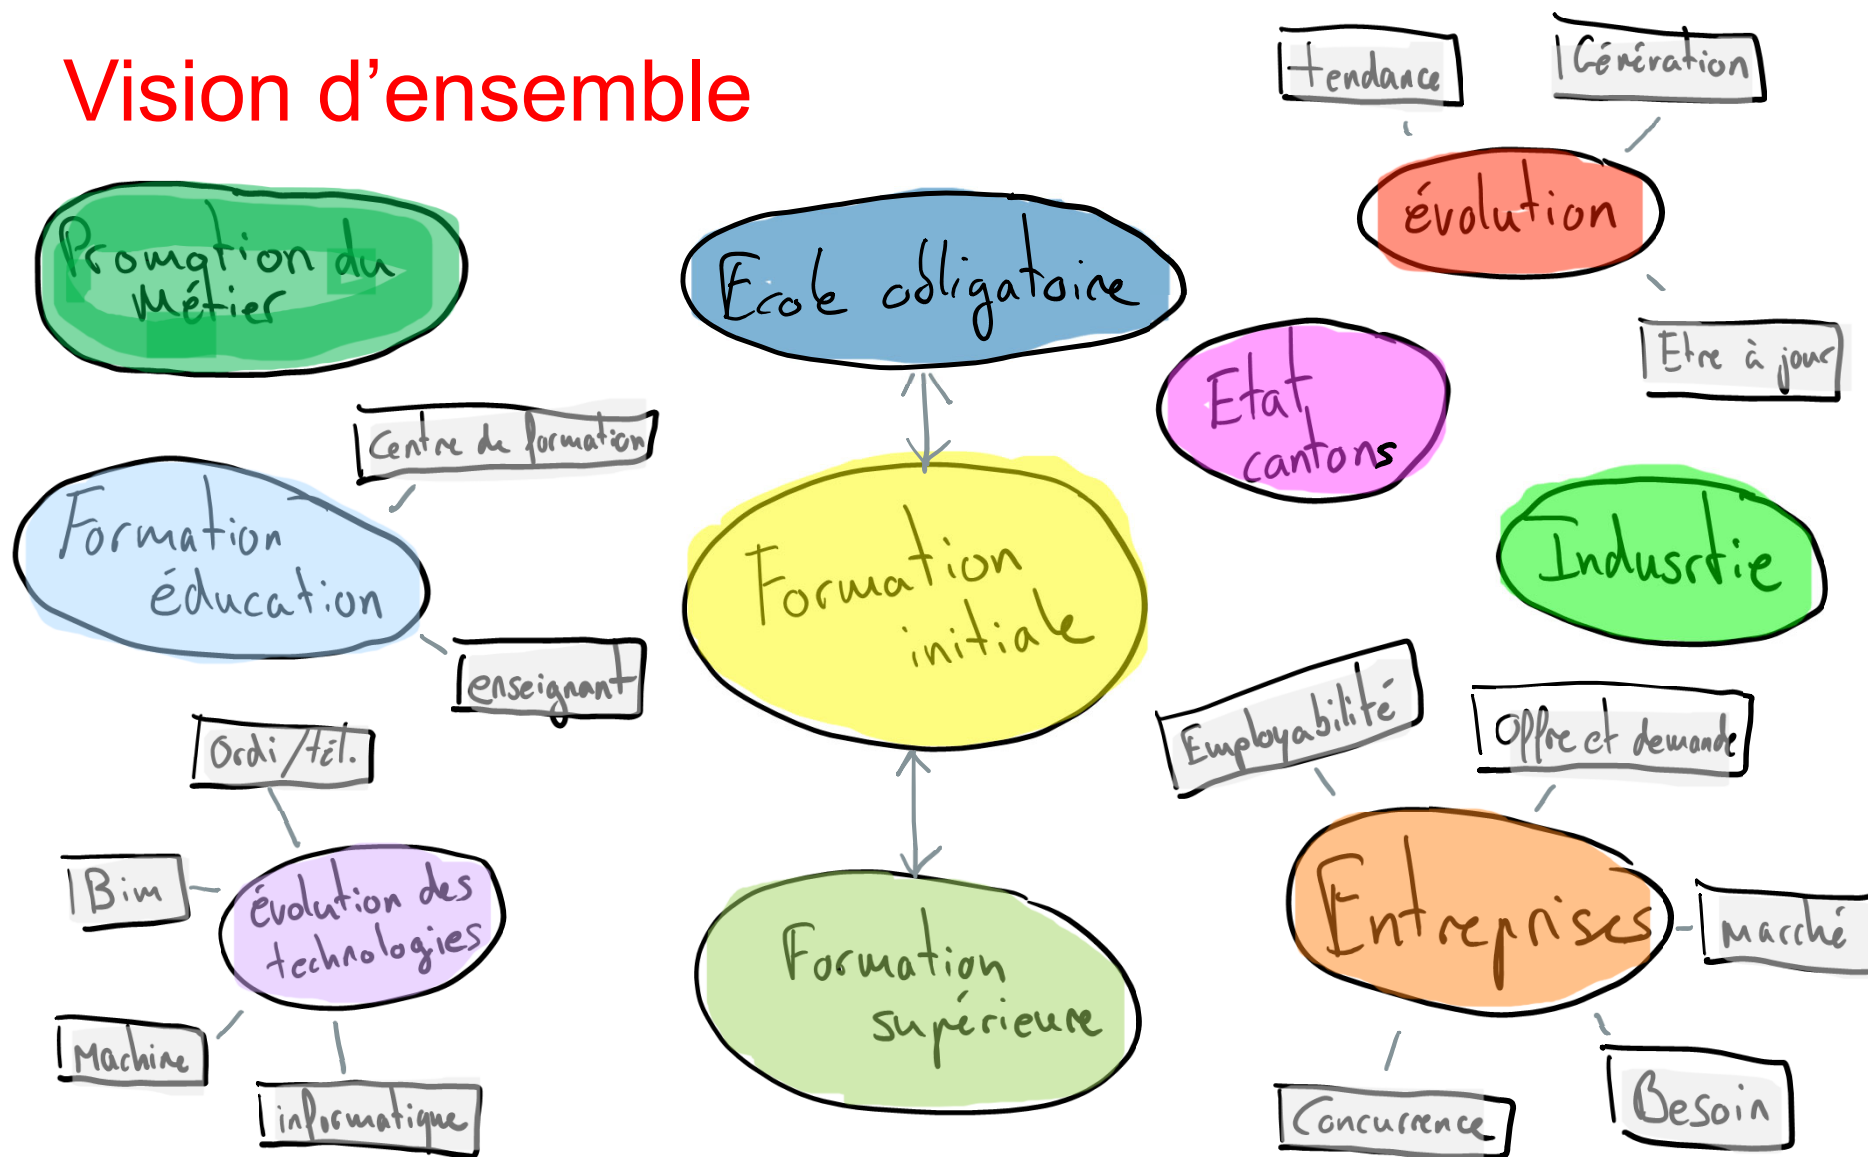 Vision d’ensemble
tendance
Génération
évolution
Etre à jour
Promotion du
Métier
Ecole obligatoire
Etat
cantons
Centre de formation
Formation
éducation
enseignant
Formation
initiale
Indusrtie
Ordi/tél.
Bim
évolution des
technologies
Machine
informatique
Formation
supérieure
Employabilité
Offre et demande
Entreprises
marché
Concurrence
Besoin